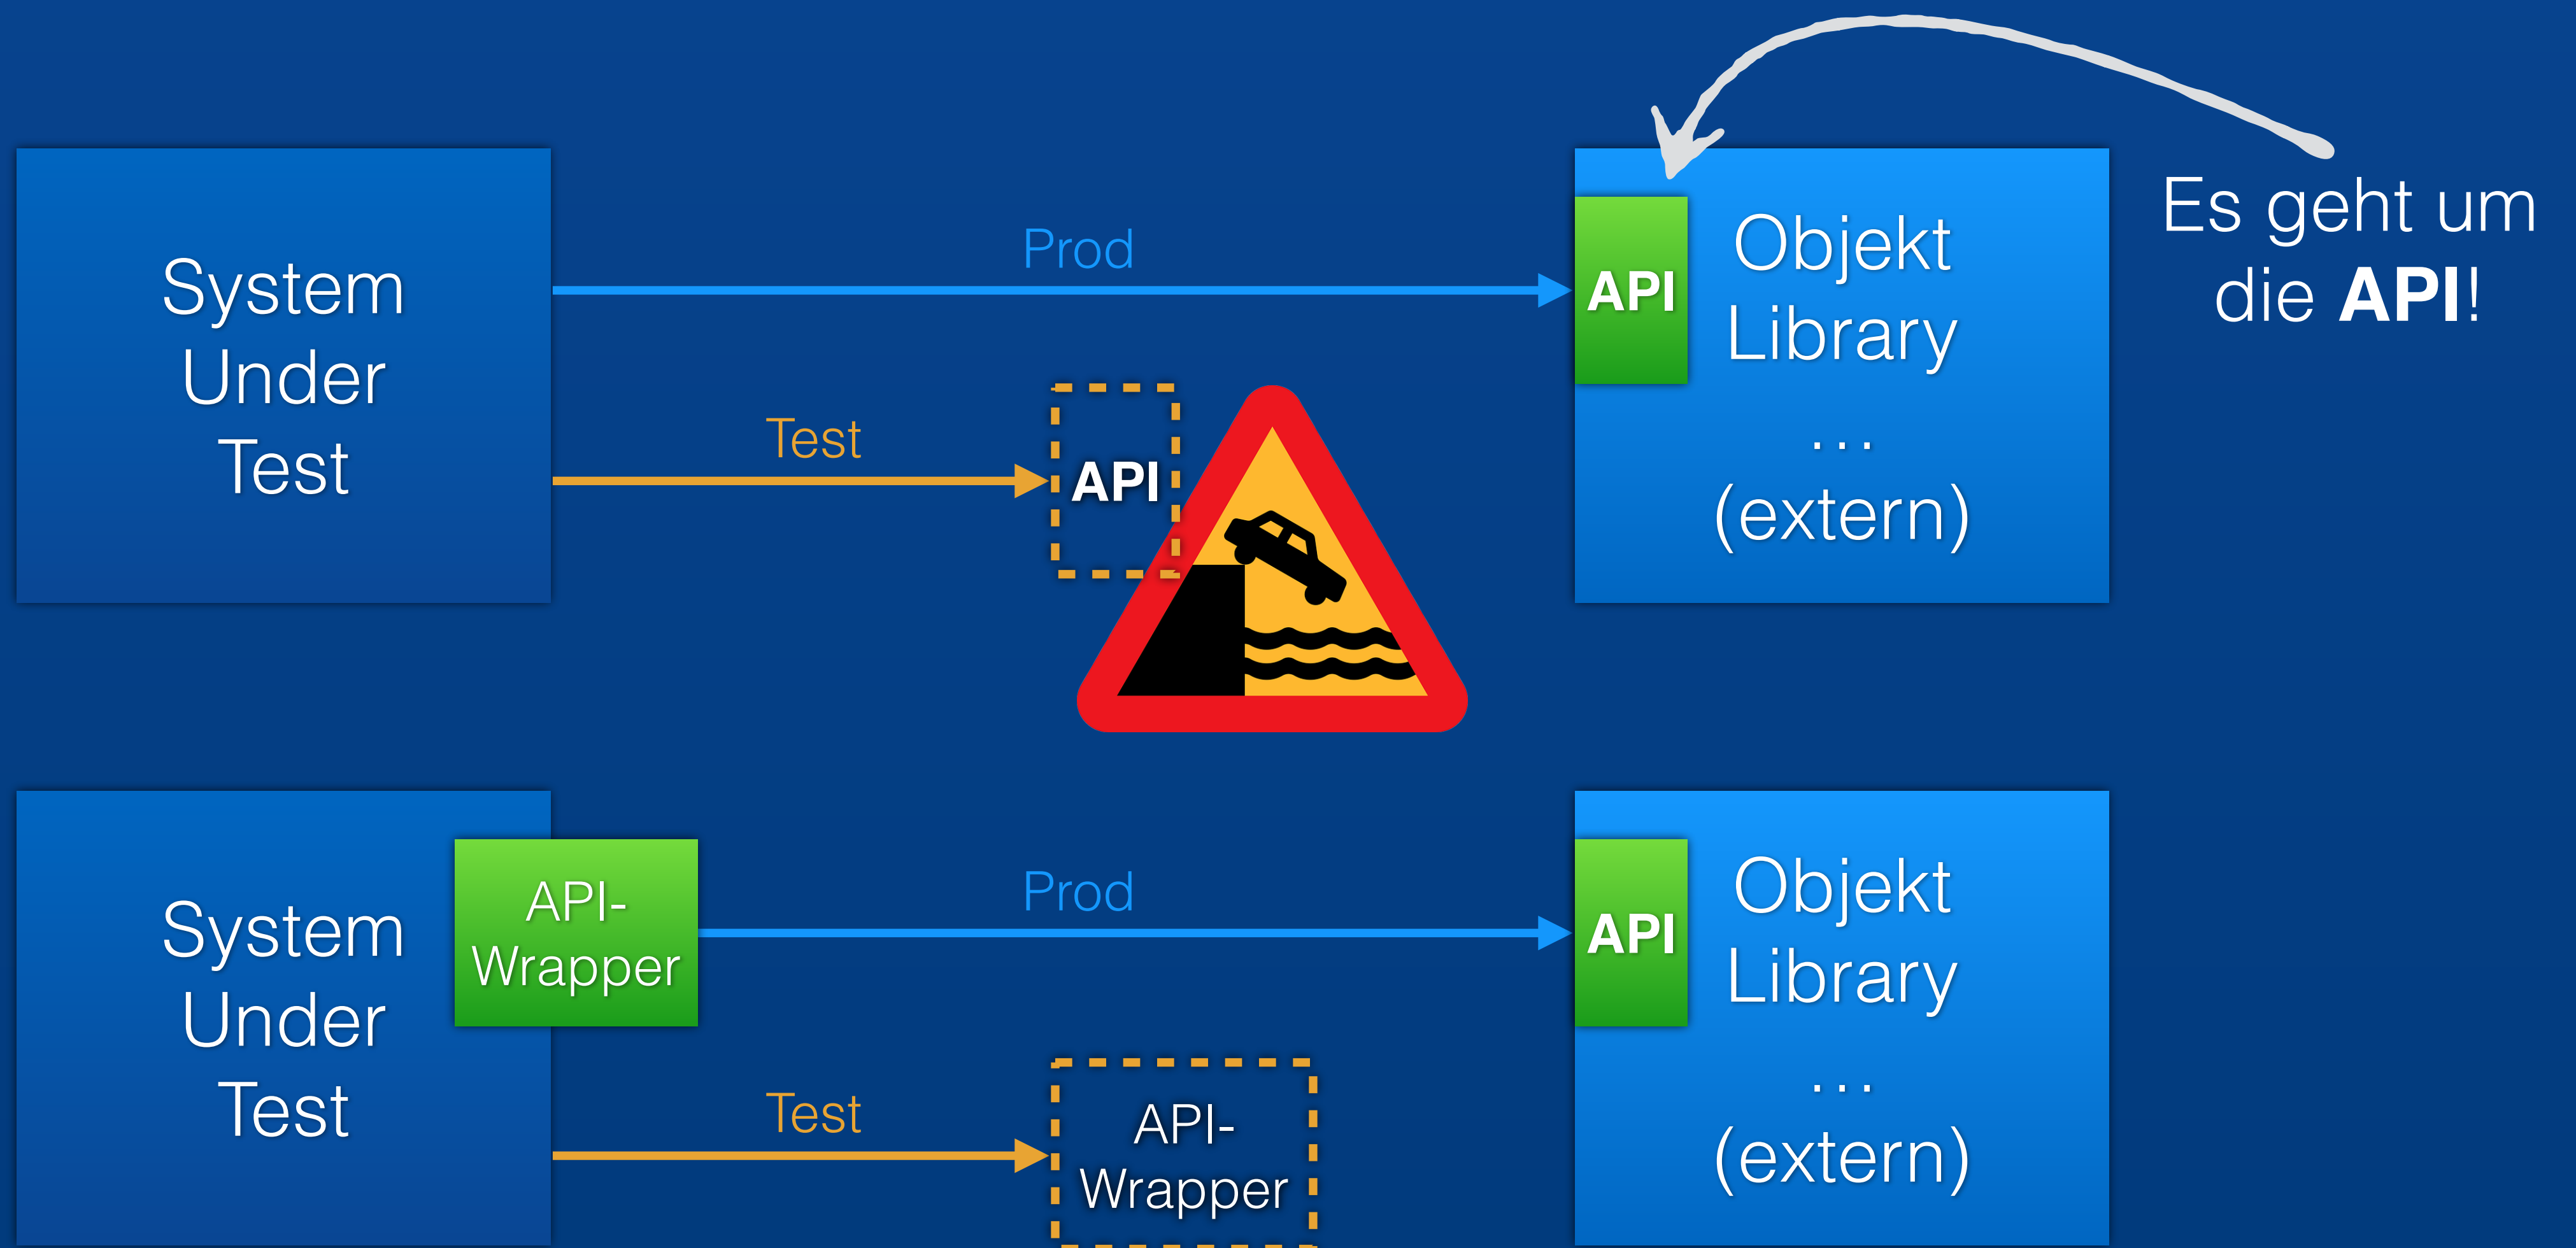 System
Under
Test
Prod
Test
API
API
Objekt
Library
...
(extern)
Es geht um
die API!
System
Under
Test
API-
Wrapper
Prod
Test
API-
Wrapper
API
Objekt
Library
...
(extern)